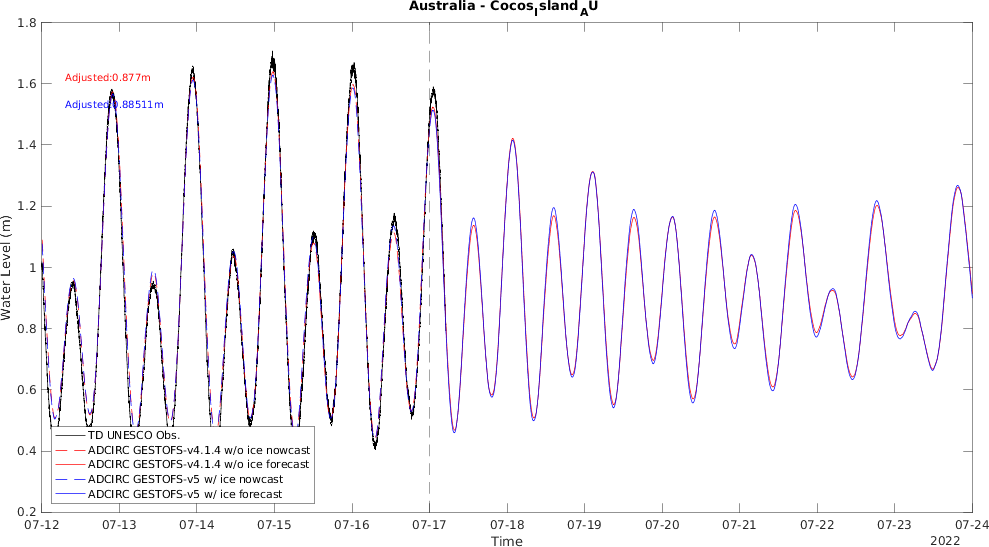 Australia - CocosIslandAU
Water Level (m)
1.8
1.6
1.4
1.2
1
0.8
0.6
0.4
0.2
Adjusted:0.877m
Adjusted:0.88511m
TD UNESCO Obs.
ADCIRC GESTOFS-v4.1.4 w/o ice nowcast
ADCIRC GESTOFS-v4.1.4 w/o ice forecast
ADCIRC GESTOFS-v5 w/ ice nowcast
ADCIRC GESTOFS-v5 w/ ice forecast
07-12 07-13 07-14 07-15 07-16 07-17 07-18 07-19 07-20 07-21 07-22 07-23 07-24
Time
2022